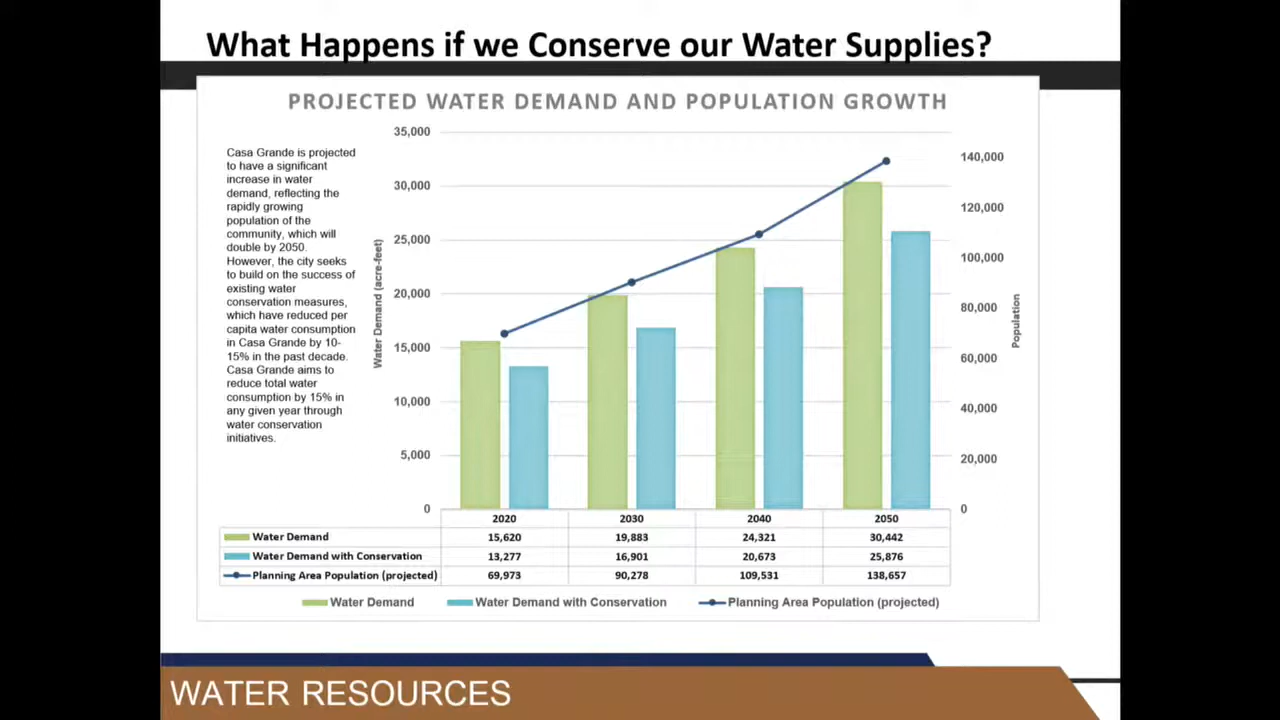 What Happens if we Conserve our Water Supplies?
PROJECTED WATER DEMAND AND POPULATION GROWTH
Casa Grande is projected
to have a significant
increase in water
demand, reflecting the
rapidly growing
population of the
community, which will
double by 2050.
However, the city seeks
to build on the success of
existing water
conservation measures,
which have reduced per
capita water consumption
in Casa Grande by 10-
15% in the past decade.
Casa Grande aims to
reduce total water
consumption by 15% in
any given year through
water conservation
initiatives.
Water Demand (acre-feet)
35,000
30,000
25,000
20,000
15,000
10,000
5,000
0
140,000
120,000
100,000
80,000
60,000
40,000
20,000
0
Population
2020 2030 2040 2050
Water Demand 15,620 19,883 24,321 30,442
Water Demand with Conservation 13,277 16,901 20,673 25,876
Planning Area Population (projected) 69,973 90,278 109,531 138,657
Water Demand Water Demand with Conservation Planning Area Population (projected)
WATER RESOURCES